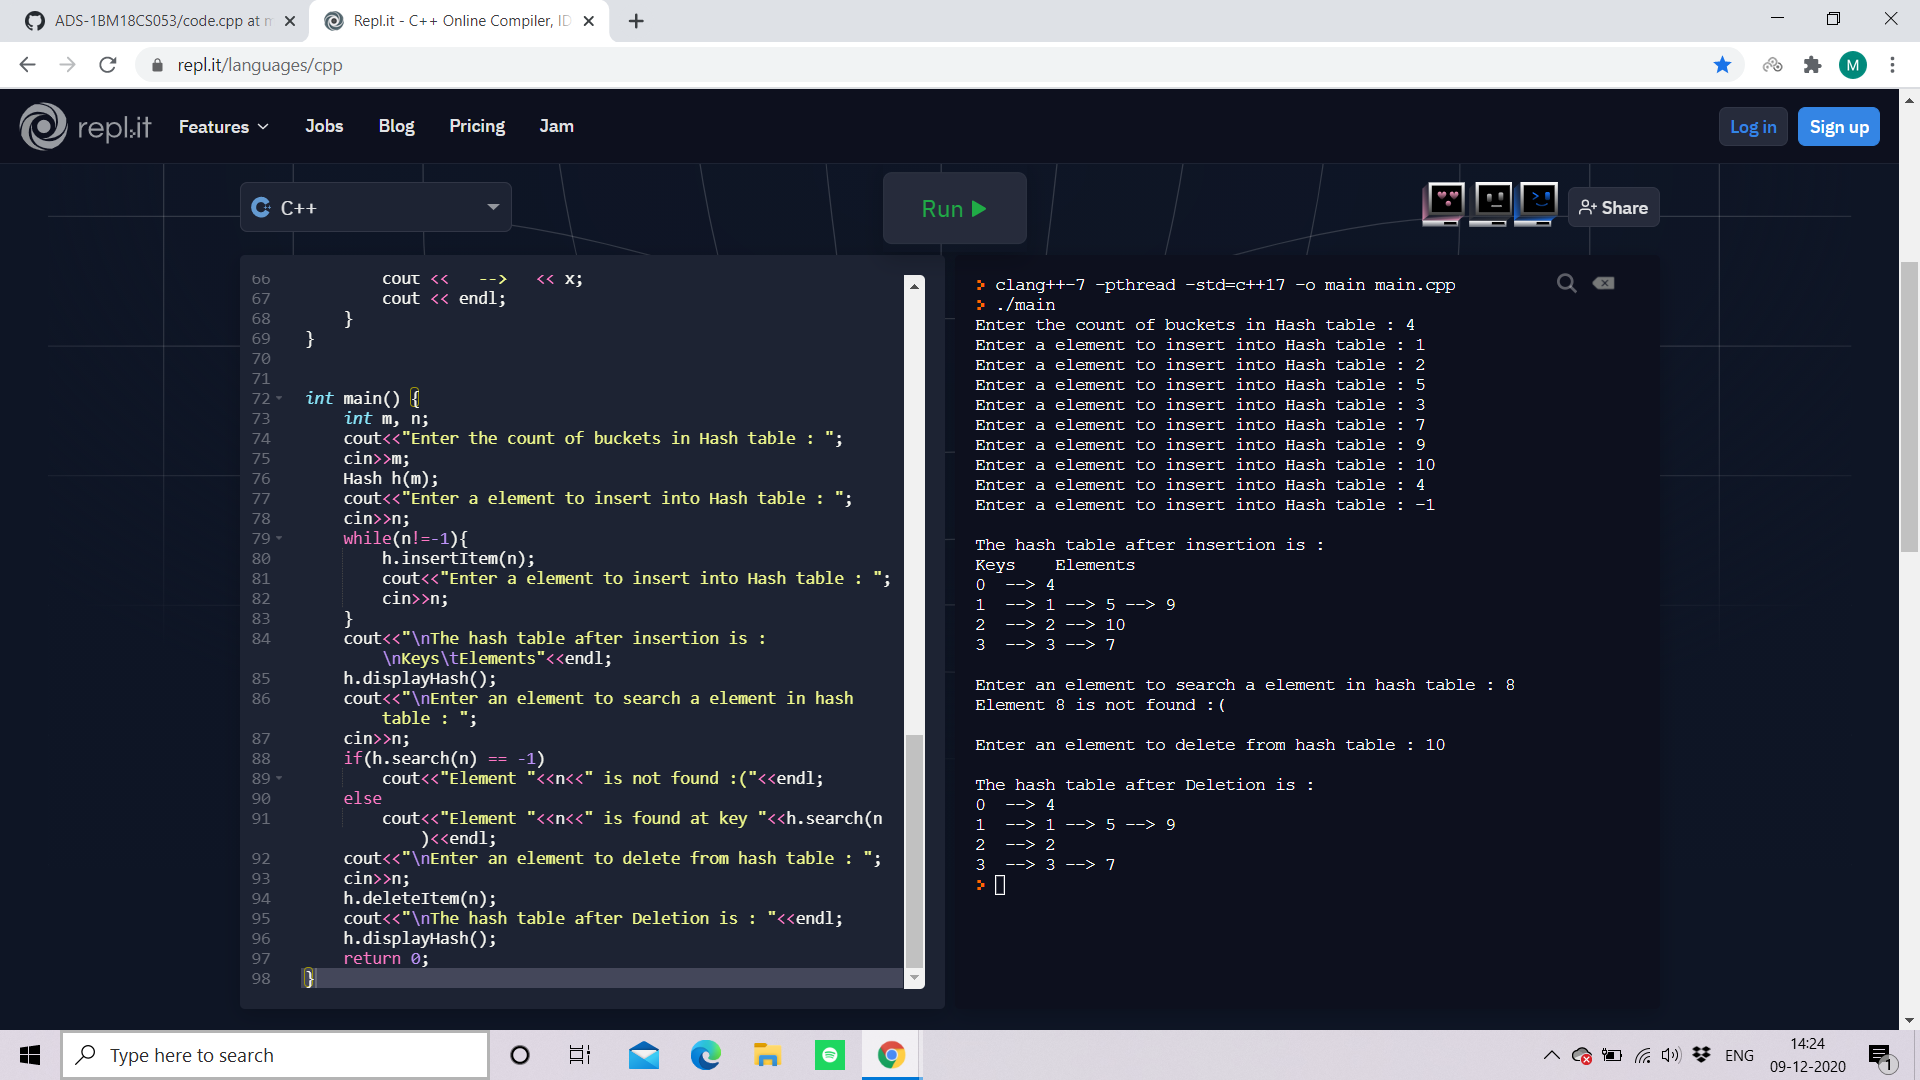 ADS-1BM18CS053/code.cpp at m
Repl.it - C++ Online Compiler, ID
repl.it/languages/cpp
M
repl.it
Features
Jobs
Blog
Pricing
Jam
Log in
Sign up
C++
Run
Share
66 cout << --> << x;
67 cout << endl;
68 }
69 }
70
71
72 int main() {
73 int m, n;
74 cout<<"Enter the count of buckets in Hash table : ";
75 cin>>m;
76 Hash h(m);
77 cout<<"Enter a element to insert into Hash table : ";
78 cin>>n;
79 while(n!=-1){
80 h.insertItem(n);
81 cout<<"Enter a element to insert into Hash table : ";
82 cin>>n;
83 }
84 cout<<"\nThe hash table after insertion is :
\nKeys\tElements"<<endl;
85 h.displayHash();
86 cout<<"\nEnter an element to search a element in hash
table : ";
87 cin>>n;
88 if(h.search(n) == -1)
89 cout<<"Element "<<n<<" is not found :("<<endl;
90 else
91 cout<<"Element "<<n<<" is found at key "<<h.search(n
)<<endl;
92 cout<<"\nEnter an element to delete from hash table : ";
93 cin>>n;
94 h.deleteItem(n);
95 cout<<"\nThe hash table after Deletion is : "<<endl;
96 h.displayHash();
97 return 0;
98 }
> clang++-7 -pthread -std=c++17 -o main main.cpp
> ./main
Enter the count of buckets in Hash table : 4
Enter a element to insert into Hash table : 1
Enter a element to insert into Hash table : 2
Enter a element to insert into Hash table : 5
Enter a element to insert into Hash table : 3
Enter a element to insert into Hash table : 7
Enter a element to insert into Hash table : 9
Enter a element to insert into Hash table : 10
Enter a element to insert into Hash table : 4
Enter a element to insert into Hash table : -1
The hash table after insertion is :
Keys Elements
0 --> 4
1 --> 1 --> 5 --> 9
2 --> 2 --> 10
3 --> 3 --> 7
Enter an element to search a element in hash table : 8
Element 8 is not found :(
Enter an element to delete from hash table : 10
The hash table after Deletion is :
0 --> 4
1 --> 1 --> 5 --> 9
2 --> 2
3 --> 3 --> 7
>
Type here to search
ENG
14:24
09-12-2020
1